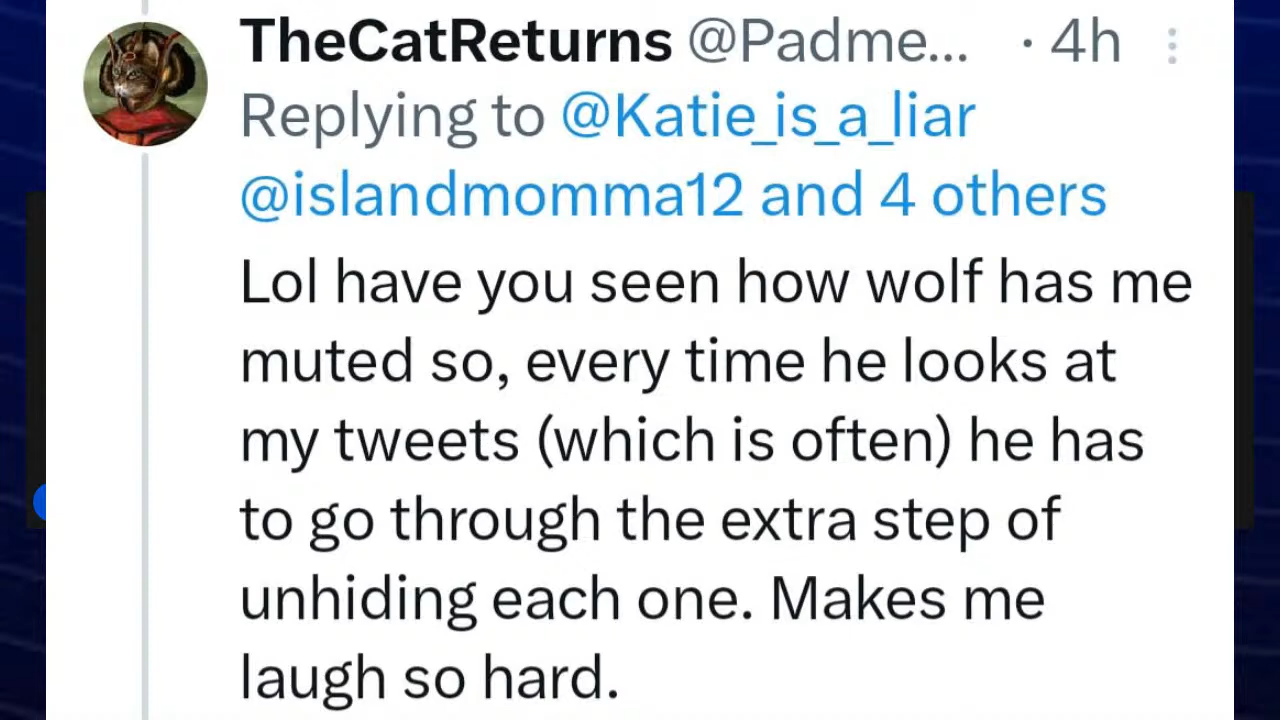 TheCatReturns @Padme... · 4h
Replying to @Katie_is_a_liar
@islandmomma12 and 4 others
Lol have you seen how wolf has me
muted so, every time he looks at
my tweets (which is often) he has
to go through the extra step of
unhiding each one. Makes me
laugh so hard.